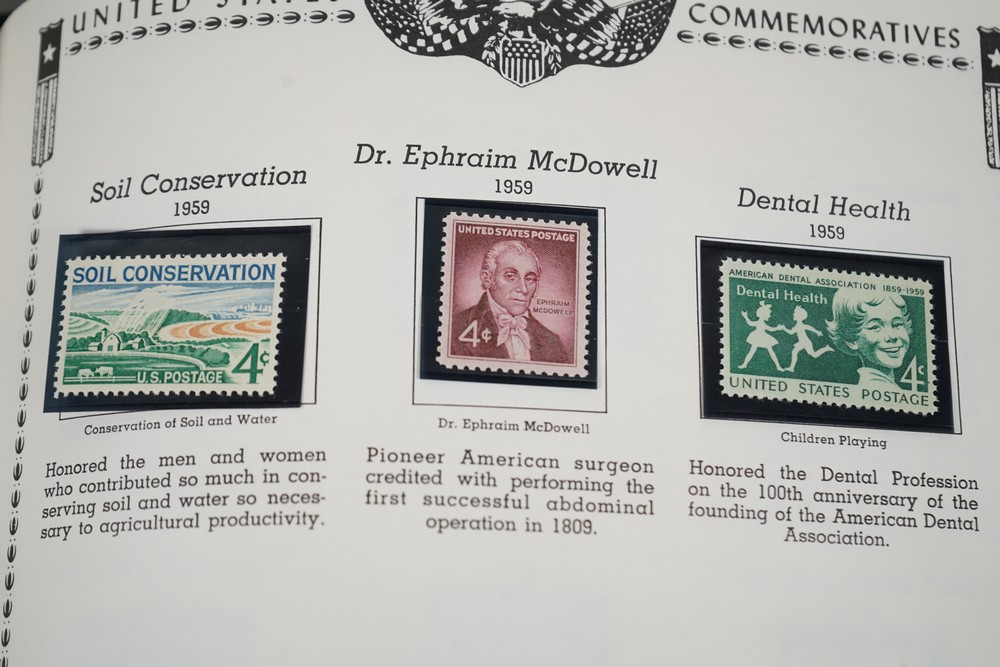 UNITED STATES
COMMEMORATIVES
Soil Conservation
1959
SOIL CONSERVATION
4¢
U.S. POSTAGE
Conservation of Soil and Water
Honored the men and women
who contributed so much in con-
serving soil and water so neces-
sary to agricultural productivity.
Dr. Ephraim McDowell
1959
UNITED STATES POSTAGE
EPHRAIM
MCDOWELL
4¢
Dr. Ephraim McDowell
Pioneer American surgeon
credited with performing the
first successful abdominal
operation in 1809.
Dental Health
1959
AMERICAN DENTAL ASSOCIATION 1859-1959
Dental Health
4¢
UNITED STATES POSTAGE
Children Playing
Honored the Dental Profession
on the 100th anniversary of the
founding of the American Dental
Association.